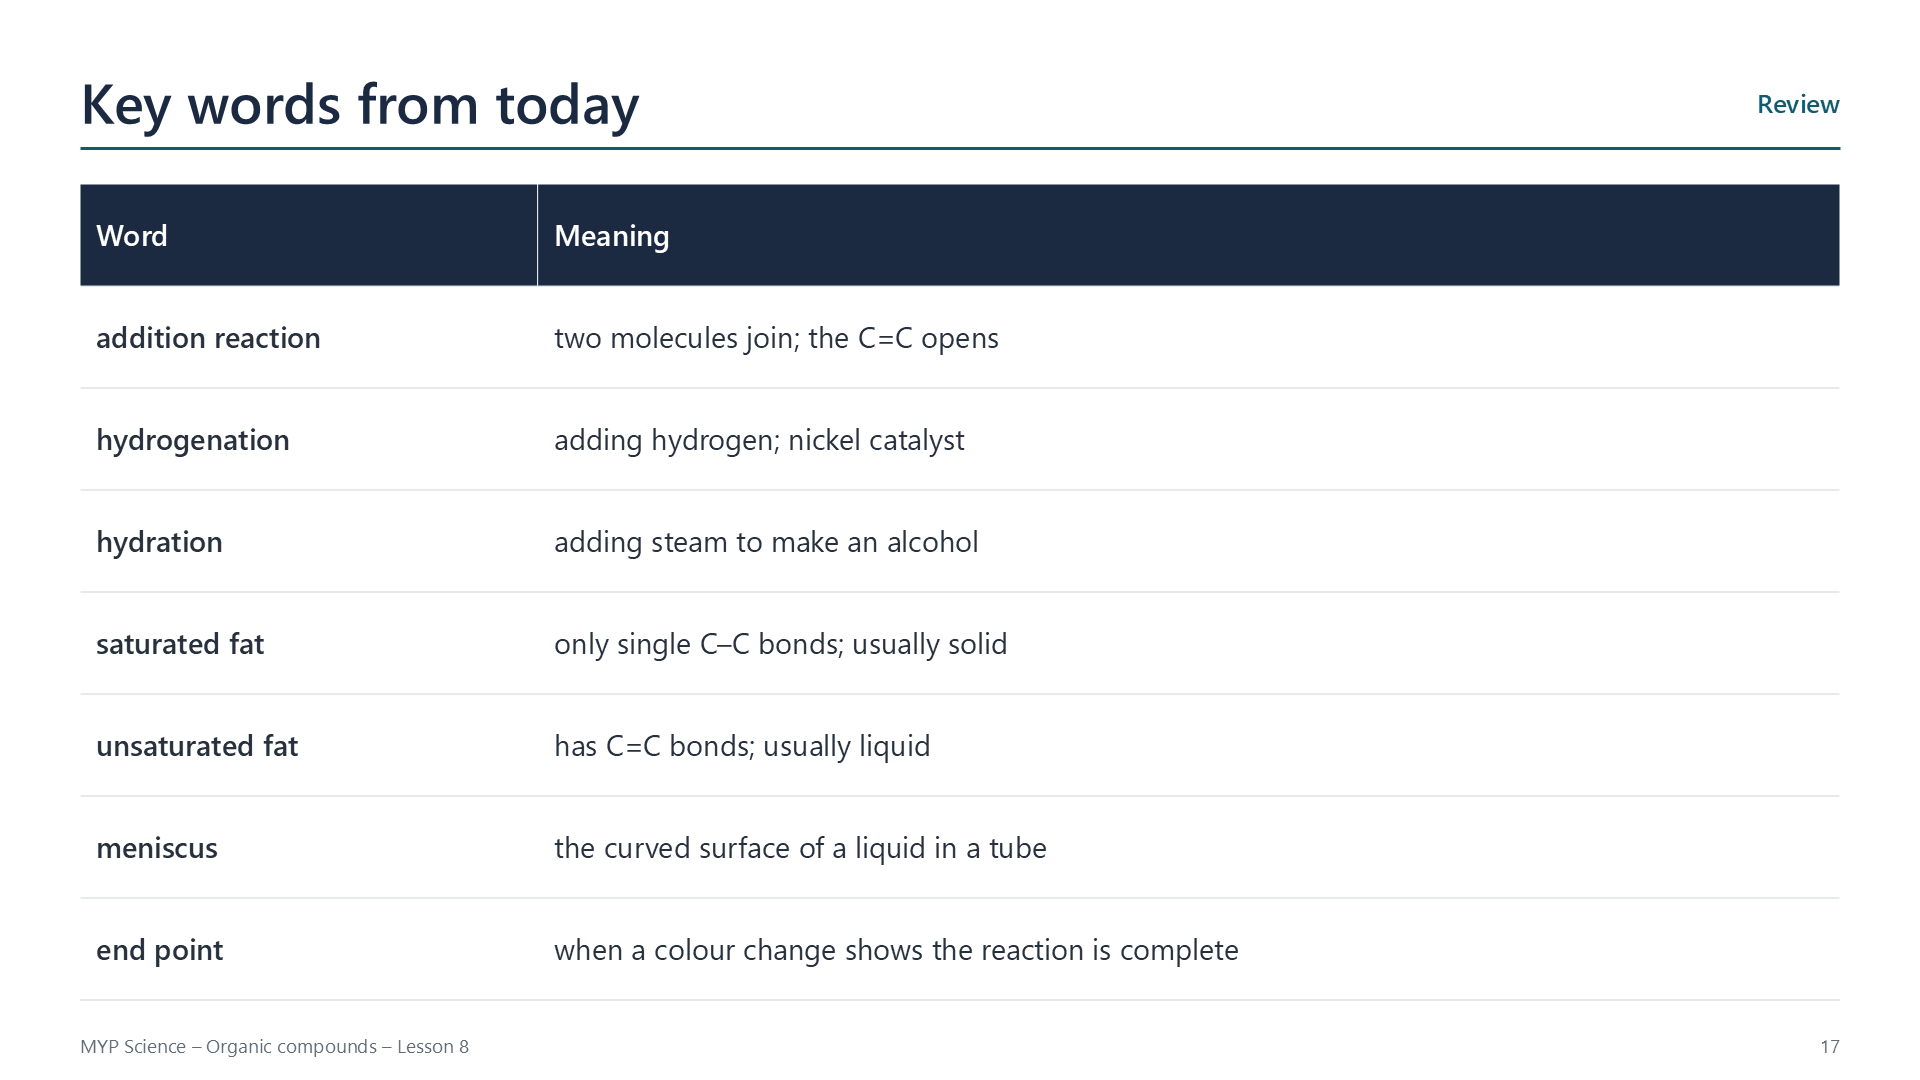 Key words from today
Review
Word
Meaning
addition reaction
two molecules join; the C=C opens
hydrogenation
adding hydrogen; nickel catalyst
hydration
adding steam to make an alcohol
saturated fat
only single C–C bonds; usually solid
unsaturated fat
has C=C bonds; usually liquid
meniscus
the curved surface of a liquid in a tube
end point
when a colour change shows the reaction is complete
MYP Science – Organic compounds – Lesson 8
17